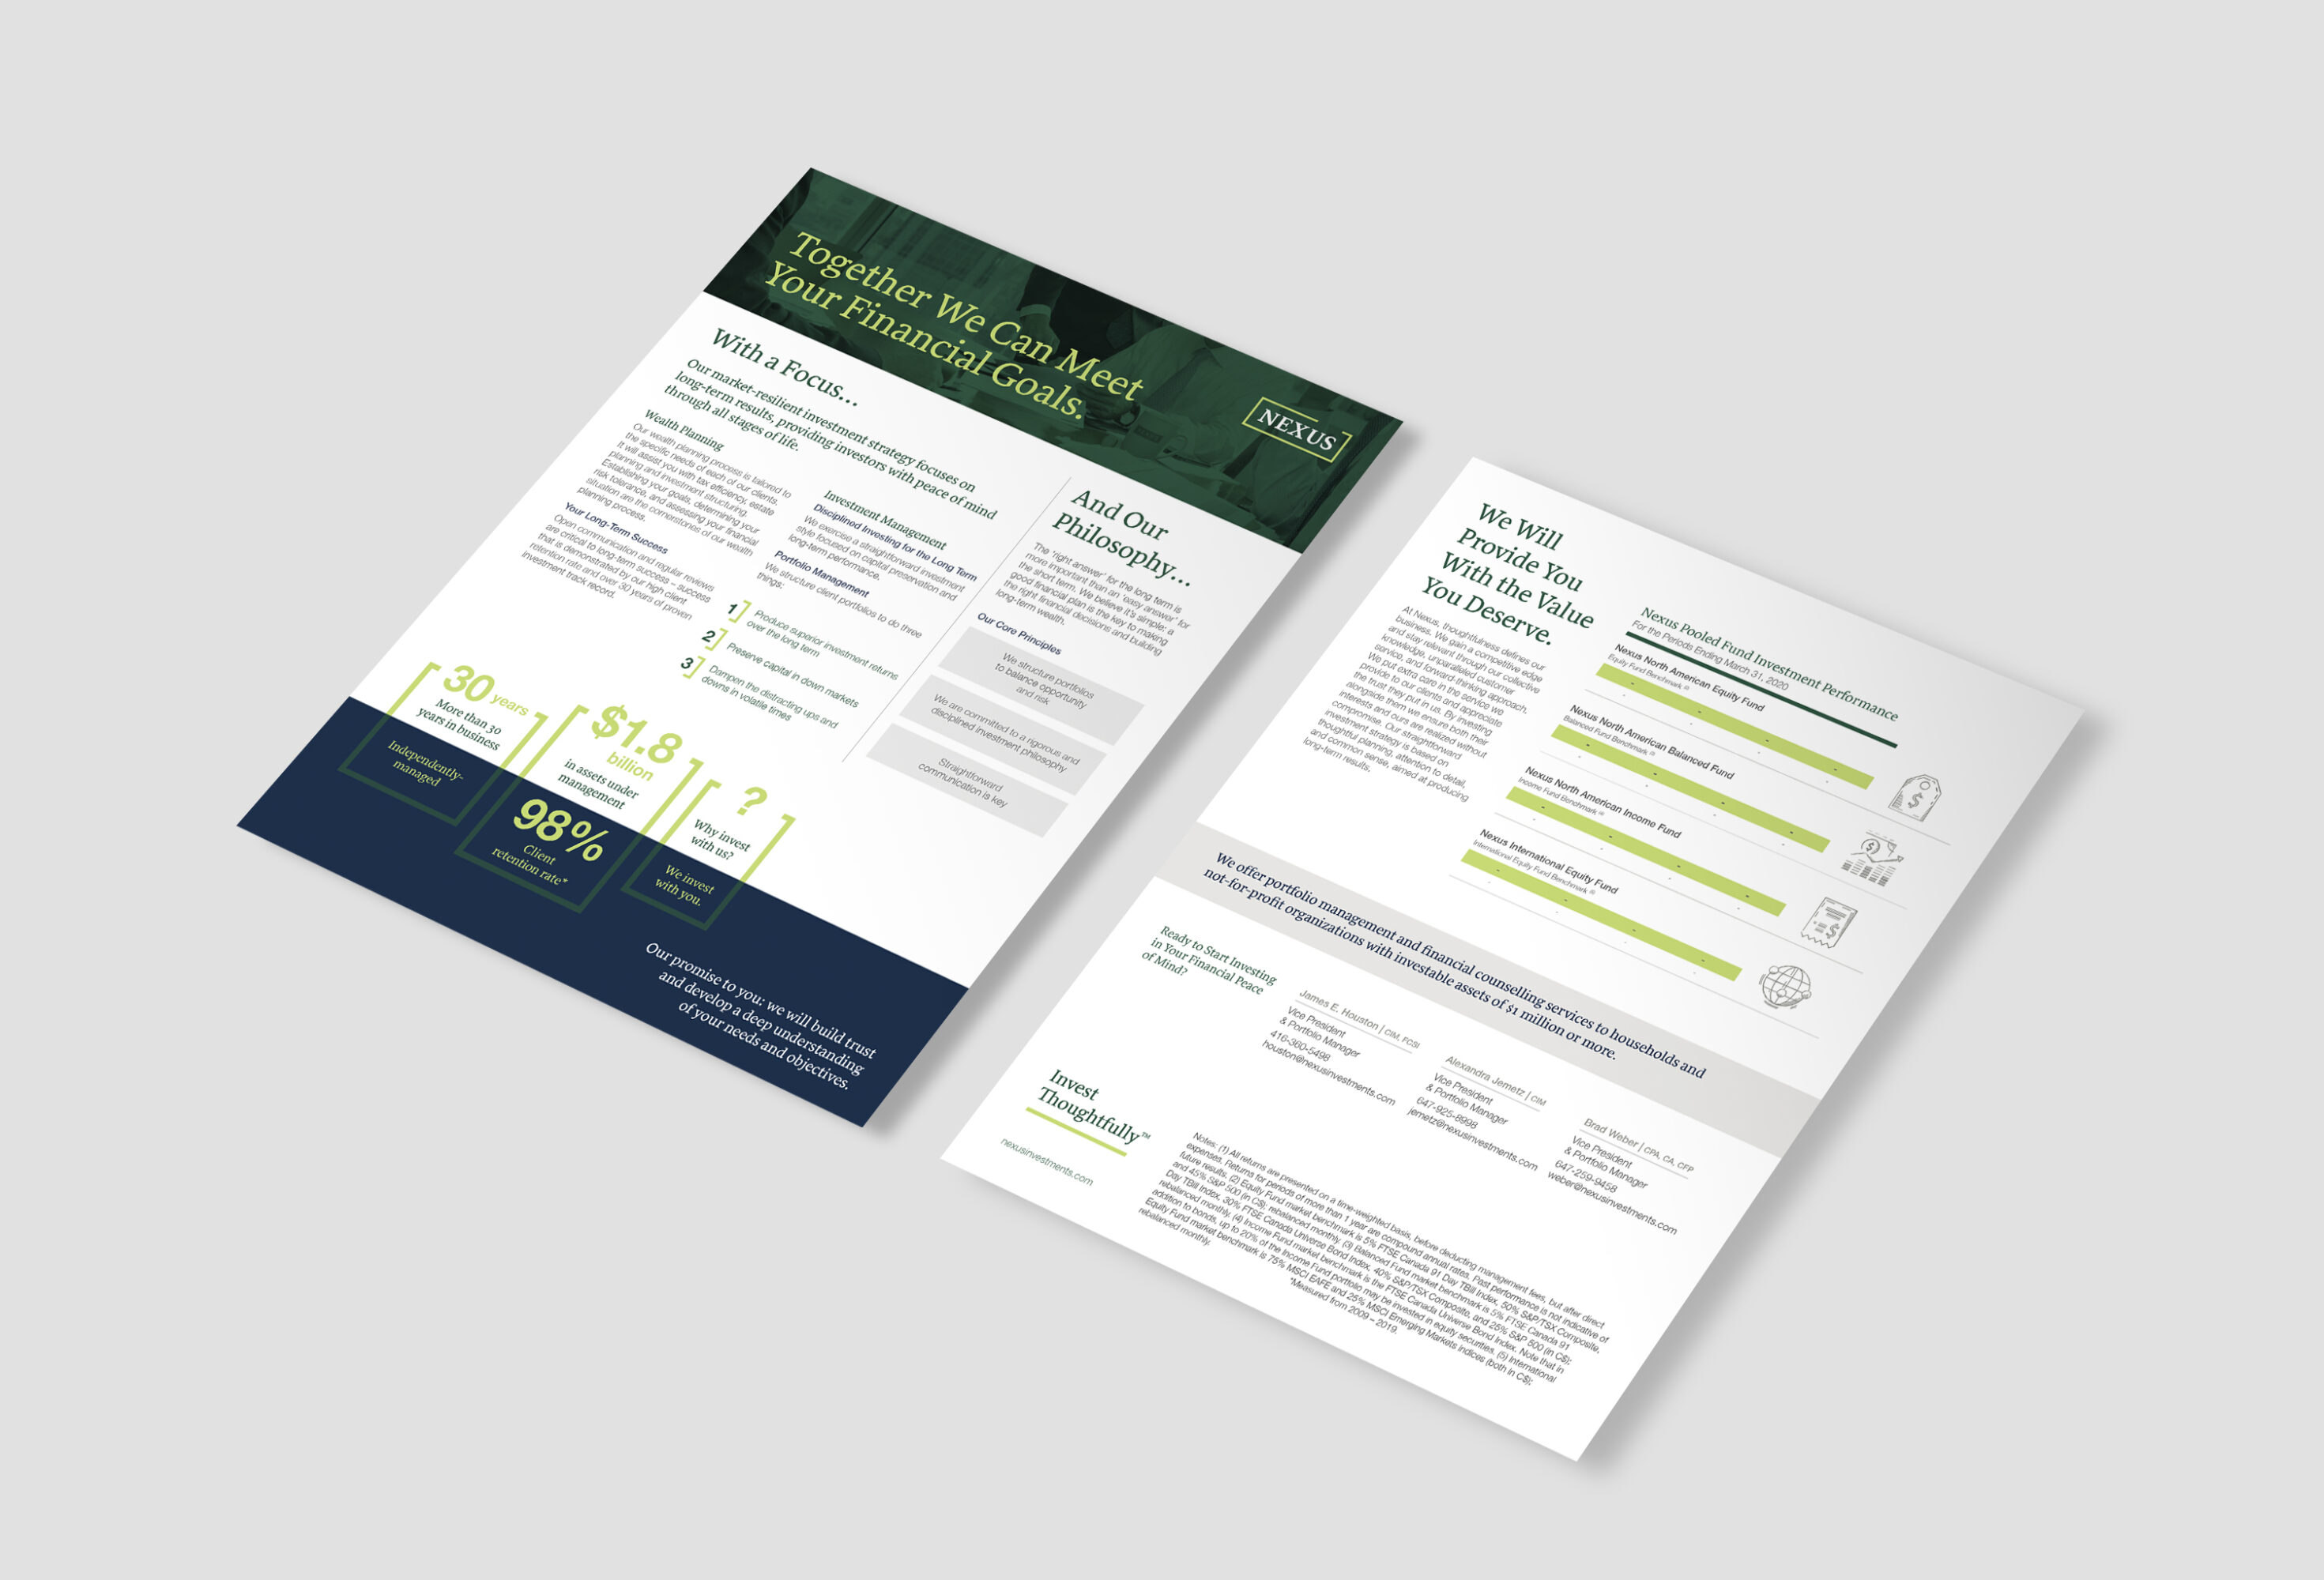 Together We Can Meet
Your Financial Goals.
NEXUS
With a Focus...
Our market-resilient investment strategy focuses on
long-term results, providing investors with peace of mind
through all stages of life.
Wealth Planning
Our wealth planning process is tailored to
the specific needs of each of our clients.
It will assist you with tax efficiency, estate
planning and investment structuring.
Establishing your goals, determining your
risk tolerance, and assessing your financial
situation are the cornerstones of our wealth
planning process.
Your Long-Term Success
Open communication and regular reviews
are critical to long-term success – success
that is demonstrated by our high client
retention rate and over 30 years of proven
investment track record.
Investment Management
Disciplined Investing for the Long Term
We exercise a straightforward investment
style focused on capital preservation and
long-term performance.
Portfolio Management
We structure client portfolios to do three
things:
1] Produce superior investment returns
over the long term
2] Preserve capital in down markets
3] Dampen the distracting ups and
downs in volatile times
And Our
Philosophy...
The 'right answer' for the long term is
more important than an 'easy answer' for
the short term. We believe it's simple: a
good financial plan is the key to making
the right financial decisions and building
long-term wealth.
Our Core Principles
We structure portfolios
to balance opportunity
and risk
We are committed to a rigorous and
disciplined investment philosophy
Straightforward
communication is key
30 years
More than 30
years in business
Independently-
managed
$1.8
billion
in assets under
management
98%
Client
retention rate*
?
Why invest
with us?
We invest
with you.
Our promise to you: we will build trust
and develop a deep understanding
of your needs and objectives.
We Will
Provide You
With the Value
You Deserve.
At Nexus, thoughtfulness defines our
business. We gain a competitive edge
and stay relevant through our collective
knowledge, unparalleled customer
service, and forward-thinking approach.
We put extra care in the service we
provide to our clients and appreciate
the trust they put in us. By investing
alongside them we ensure both their
interests and ours are realized without
compromise. Our straightforward
investment strategy is based on
thoughtful planning, attention to detail,
and common sense, aimed at producing
long-term results.
Nexus Pooled Fund Investment Performance
For the Periods Ending March 31, 2020
Nexus North American Equity Fund
Equity Fund Benchmark
Nexus North American Balanced Fund
Balanced Fund Benchmark
Nexus North American Income Fund
Income Fund Benchmark
Nexus International Equity Fund
International Equity Fund Benchmark
We offer portfolio management and financial counselling services to households and
not-for-profit organizations with investable assets of $1 million or more.
Ready to Start Investing
in Your Financial Peace
of Mind?
James E. Houston | CIM, FCSI
Vice President
& Portfolio Manager
416-360-5498
houston@nexusinvestments.com
Alexandra Jemetz | CIM
Vice President
& Portfolio Manager
647-925-8998
jemetz@nexusinvestments.com
Brad Weber | CPA, CA, CFP
Vice President
& Portfolio Manager
647-259-9458
weber@nexusinvestments.com
Invest
Thoughtfully™
nexusinvestments.com
Notes: (1) All returns are presented on a time-weighted basis, before deducting management fees, but after direct
expenses. Returns for periods of more than 1 year are compound annual rates. Past performance is not indicative of
future results. (2) Equity Fund market benchmark is 5% FTSE Canada 91 Day TBill Index, 50% S&P/TSX Composite,
and 45% S&P 500 (in C$); rebalanced monthly. (3) Balanced Fund market benchmark is 5% FTSE Canada 91
Day TBill Index, 30% FTSE Canada Universe Bond Index, 40% S&P/TSX Composite, and 25% S&P 500 (in C$);
rebalanced monthly. (4) Income Fund market benchmark is the FTSE Canada Universe Bond Index. Note that in
addition to bonds, up to 20% of the Income Fund portfolio may be invested in equity securities. (5) International
Equity Fund market benchmark is 75% MSCI EAFE and 25% MSCI Emerging Markets indices (both in C$);
rebalanced monthly.
*Measured from 2009 – 2019.